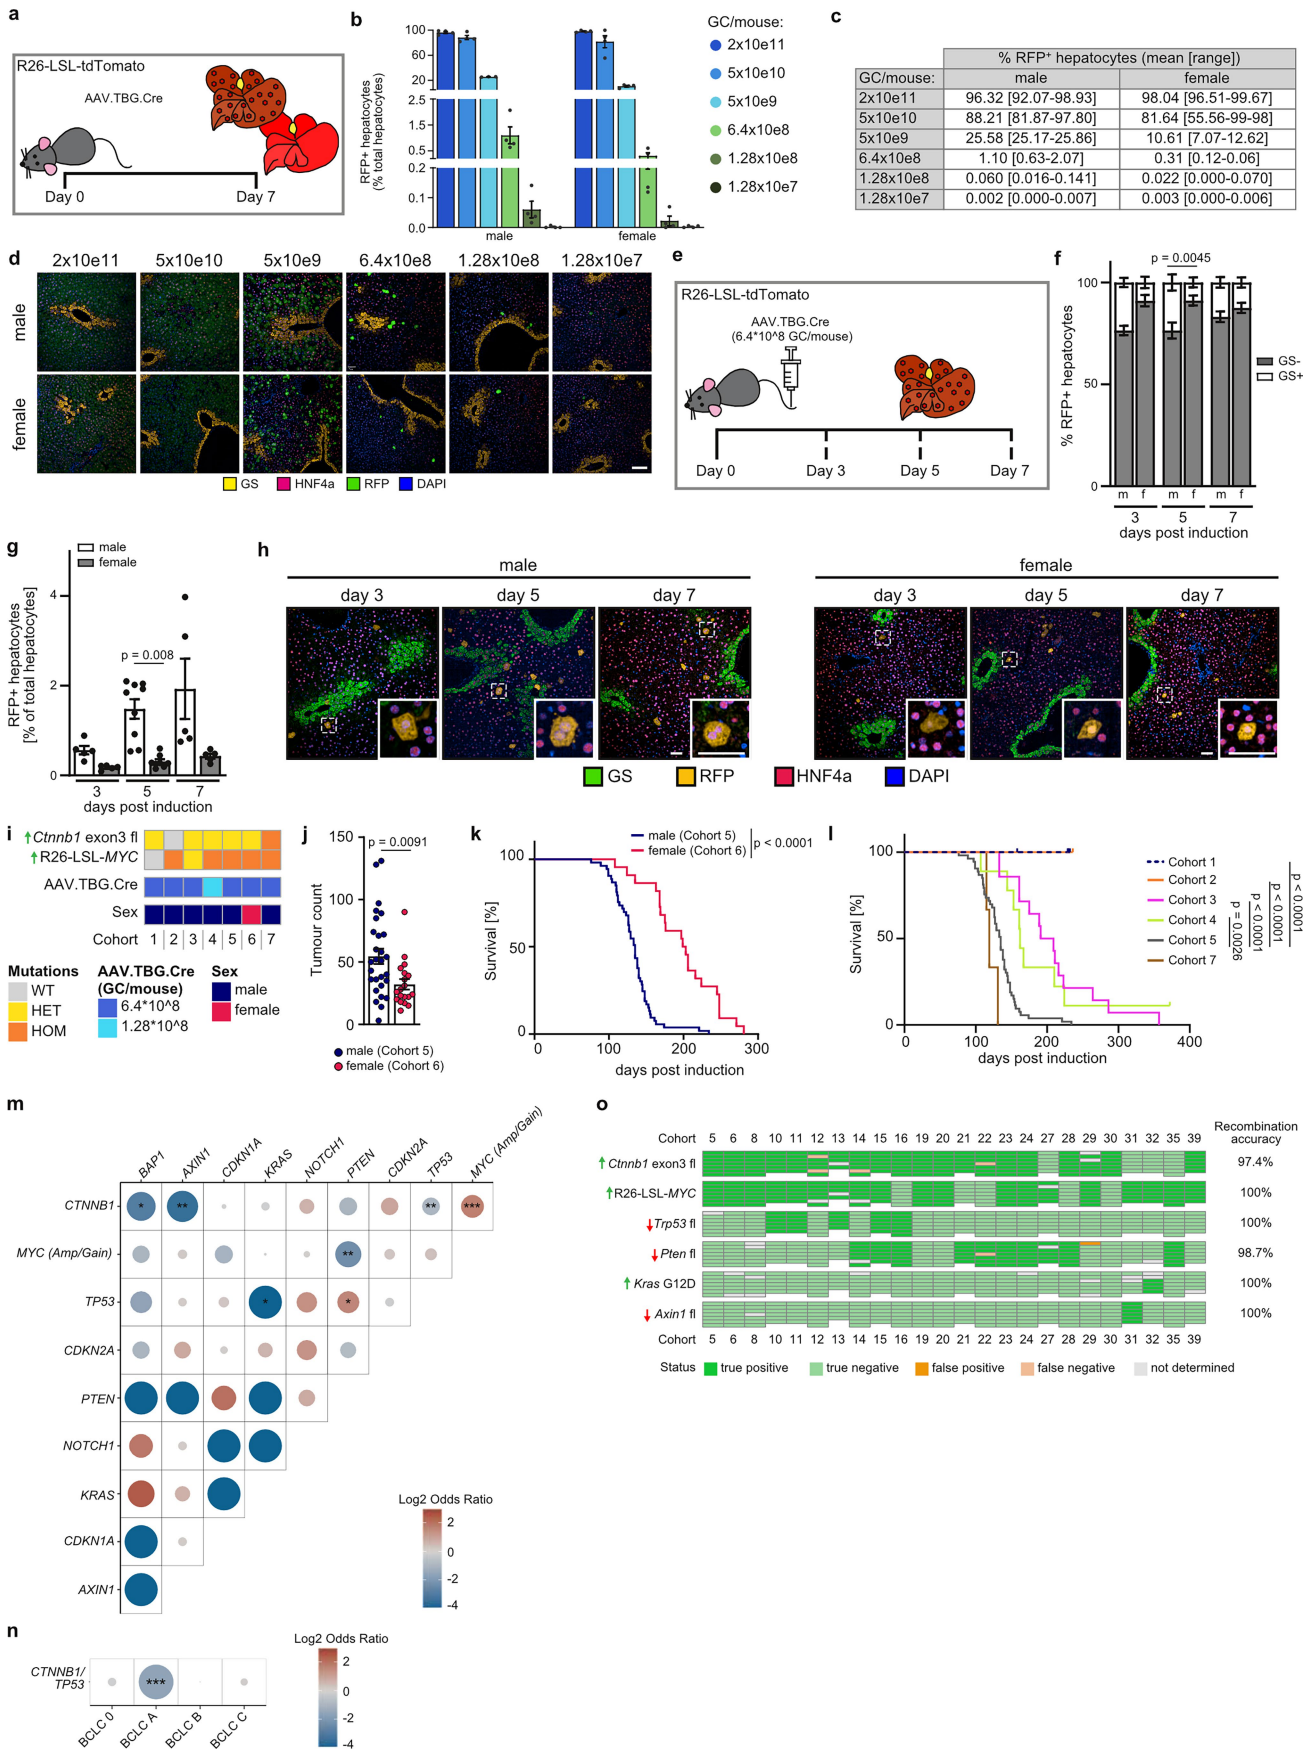 a
R26-LSL-tdTomato
AAV.TBG.Cre
Day 0
Day 7
b
RFP+ hepatocytes
(% total hepatocytes)
100
60
20
2.5
1.5
0.5
0.2
0.1
0.0
male
female
GC/mouse:
2x10e11
5x10e10
5x10e9
6.4x10e8
1.28x10e8
1.28x10e7
c
% RFP⁺ hepatocytes (mean [range])
GC/mouse: male female
2x10e11 96.32 [92.07-98.93] 98.04 [96.51-99.67]
5x10e10 88.21 [81.87-97.80] 81.64 [55.56-99-98]
5x10e9 25.58 [25.17-25.86] 10.61 [7.07-12.62]
6.4x10e8 1.10 [0.63-2.07] 0.31 [0.12-0.06]
1.28x10e8 0.060 [0.016-0.141] 0.022 [0.000-0.070]
1.28x10e7 0.002 [0.000-0.007] 0.003 [0.000-0.006]
d
2x10e11 5x10e10 5x10e9 6.4x10e8 1.28x10e8 1.28x10e7
male
female
GS HNF4a RFP DAPI
e
R26-LSL-tdTomato
AAV.TBG.Cre
(6.4*10^8 GC/mouse)
Day 0 Day 3 Day 5 Day 7
f
p = 0.0045
% RFP+ hepatocytes
100
50
0
m f m f m f
3 5 7
days post induction
GS-
GS+
g
male
female
RFP+ hepatocytes
[% of total hepatocytes]
4
2
0
p = 0.008
3 5 7
days post induction
h
male female
day 3 day 5 day 7 day 3 day 5 day 7
GS RFP HNF4a DAPI
i
↑Ctnnb1 exon3 fl
↑R26-LSL-MYC
AAV.TBG.Cre
Sex
Cohort 1 2 3 4 5 6 7
Mutations
WT
HET
HOM
AAV.TBG.Cre
(GC/mouse)
6.4*10^8
1.28*10^8
Sex
male
female
j
p = 0.0091
Tumour count
150
100
50
0
male (Cohort 5)
female (Cohort 6)
k
male (Cohort 5)
female (Cohort 6)
p < 0.0001
Survival [%]
100
50
0
0 100 200 300
days post induction
l
Survival [%]
100
50
0
0 100 200 300 400
days post induction
Cohort 1
Cohort 2
Cohort 3
Cohort 4
Cohort 5
Cohort 7
p = 0.0026
p < 0.0001
p < 0.0001
p < 0.0001
m
BAP1 AXIN1 CDKN1A KRAS NOTCH1 PTEN CDKN2A TP53 MYC (Amp/Gain)
CTNNB1 * ** ** ***
MYC (Amp/Gain) **
TP53 * *
CDKN2A
PTEN
NOTCH1
KRAS
CDKN1A
AXIN1
Log2 Odds Ratio
2
0
-2
-4
n
CTNNB1/
TP53
***
BCLC 0 BCLC A BCLC B BCLC C
Log2 Odds Ratio
2
0
-2
-4
o
Cohort 5 6 8 10 11 12 13 14 15 16 19 20 21 22 24 27 28 29 30 31 32 35 39
Recombination
accuracy
↑ Ctnnb1 exon3 fl 97.4%
↑R26-LSL-MYC 100%
↓Trp53 fl 100%
↓ Pten fl 98.7%
↑ Kras G12D 100%
↓ Axin1 fl 100%
Cohort 5 6 8 10 11 12 13 14 15 16 19 20 21 22 24 27 28 29 30 31 32 35 39
Status true positive true negative false positive false negative not determined